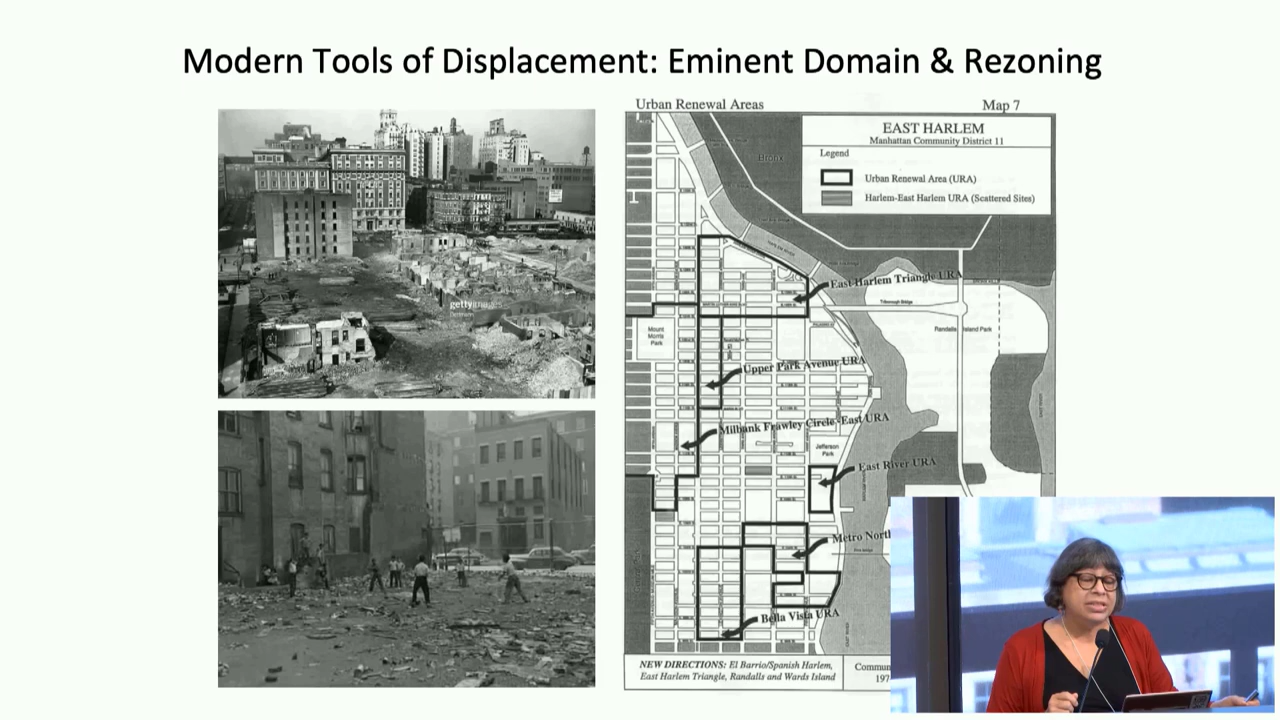 Modern Tools of Displacement: Eminent Domain & Rezoning
gettyimages
Urban Renewal Areas
Map 7
EAST HARLEM
Manhattan Community District 11
Legend
Urban Renewal Area (URA)
Harlem-East Harlem URA (Scattered Sites)
Bronx
East Harlem Triangle URA
Triborough Bridge
Mount
Morris
Park
Randalls Island Park
Upper Park Avenue URA
Milbank Frawley Circle-East URA
Jefferson
Park
East River URA
Metro North
Bella Vista URA
NEW DIRECTIONS: El Barrio/Spanish Harlem,
East Harlem Triangle, Randalls and Wards Island
Commun
197